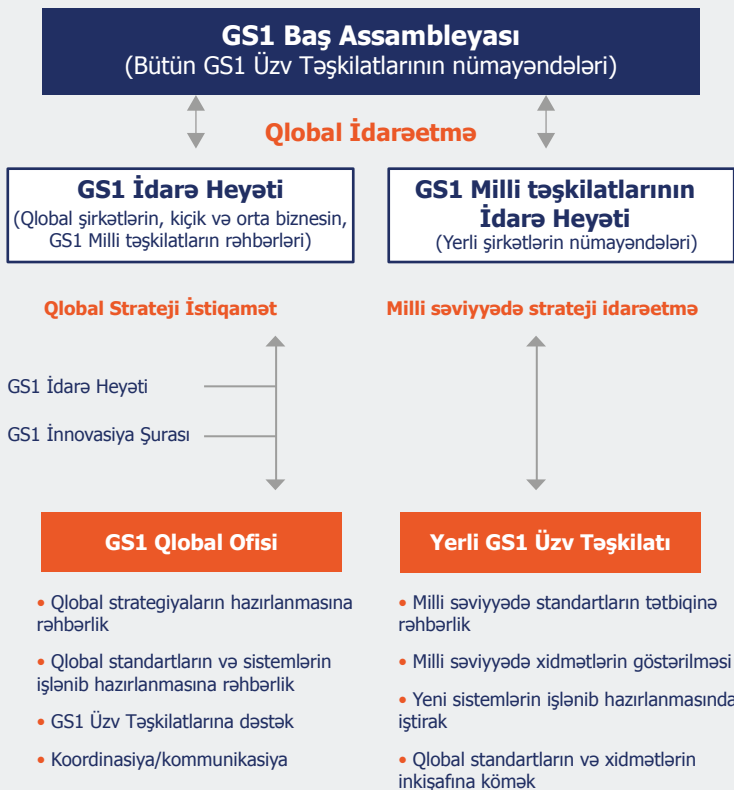 GS1 Baş Assambleyası
(Bütün GS1 Üzv Təşkilatlarının nümayəndələri)
Qlobal İdarəetmə
GS1 İdarə Heyəti
(Qlobal şirkətlərin, kiçik və orta biznesin,
GS1 Milli təşkilatların rəhbərləri)
GS1 Milli təşkilatlarının
İdarə Heyəti
(Yerli şirkətlərin nümayəndələri)
Qlobal Strateji İstiqamət
Milli səviyyədə strateji idarəetmə
GS1 İdarə Heyəti
GS1 İnnovasiya Şurası
GS1 Qlobal Ofisi
• Qlobal strategiyaların hazırlanmasına
rəhbərlik
• Qlobal standartların və sistemlərin
işlənib hazırlanmasına rəhbərlik
• GS1 Üzv Təşkilatlarına dəstək
• Koordinasiya/kommunikasiya
Yerli GS1 Üzv Təşkilatı
• Milli səviyyədə standartların tətbiqinə
rəhbərlik
• Milli səviyyədə xidmətlərin göstərilməsi
• Yeni sistemlərin işlənib hazırlanmasında
iştirak
• Qlobal standartların və xidmətlərin
inkişafına kömək